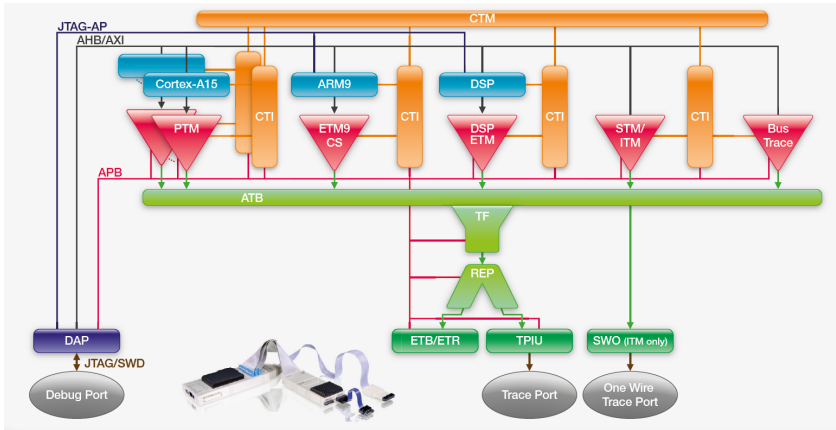 CTM
JTAG-AP
AHB/AXI
Cortex-A15
ARM9
DSP
CTI
CTI
CTI
CTI
PTM
ETM9
CS
DSP
ETM
STM/
ITM
Bus
Trace
APB
ATB
TF
REP
DAP
ETB/ETR
TPIU
SWO (ITM only)
JTAG/SWD
Debug Port
Trace Port
One Wire
Trace Port